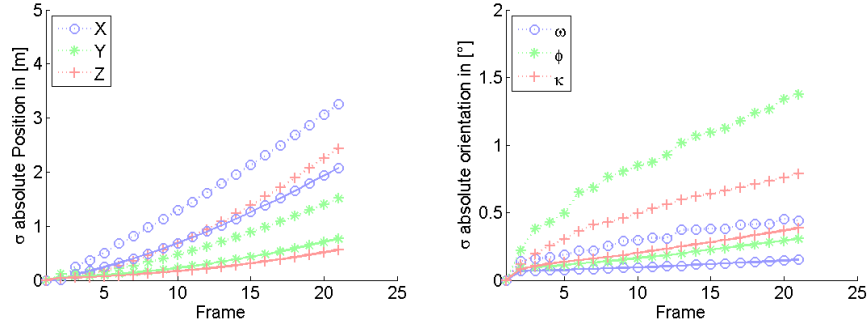 σ absolute Position in [m]
5
4
3
2
1
0
0
5
10
15
20
25
Frame
X
Y
Z
σ absolute orientation in [°]
2
1.5
1
0.5
0
5
10
15
20
25
Frame
ω
ϕ
κ